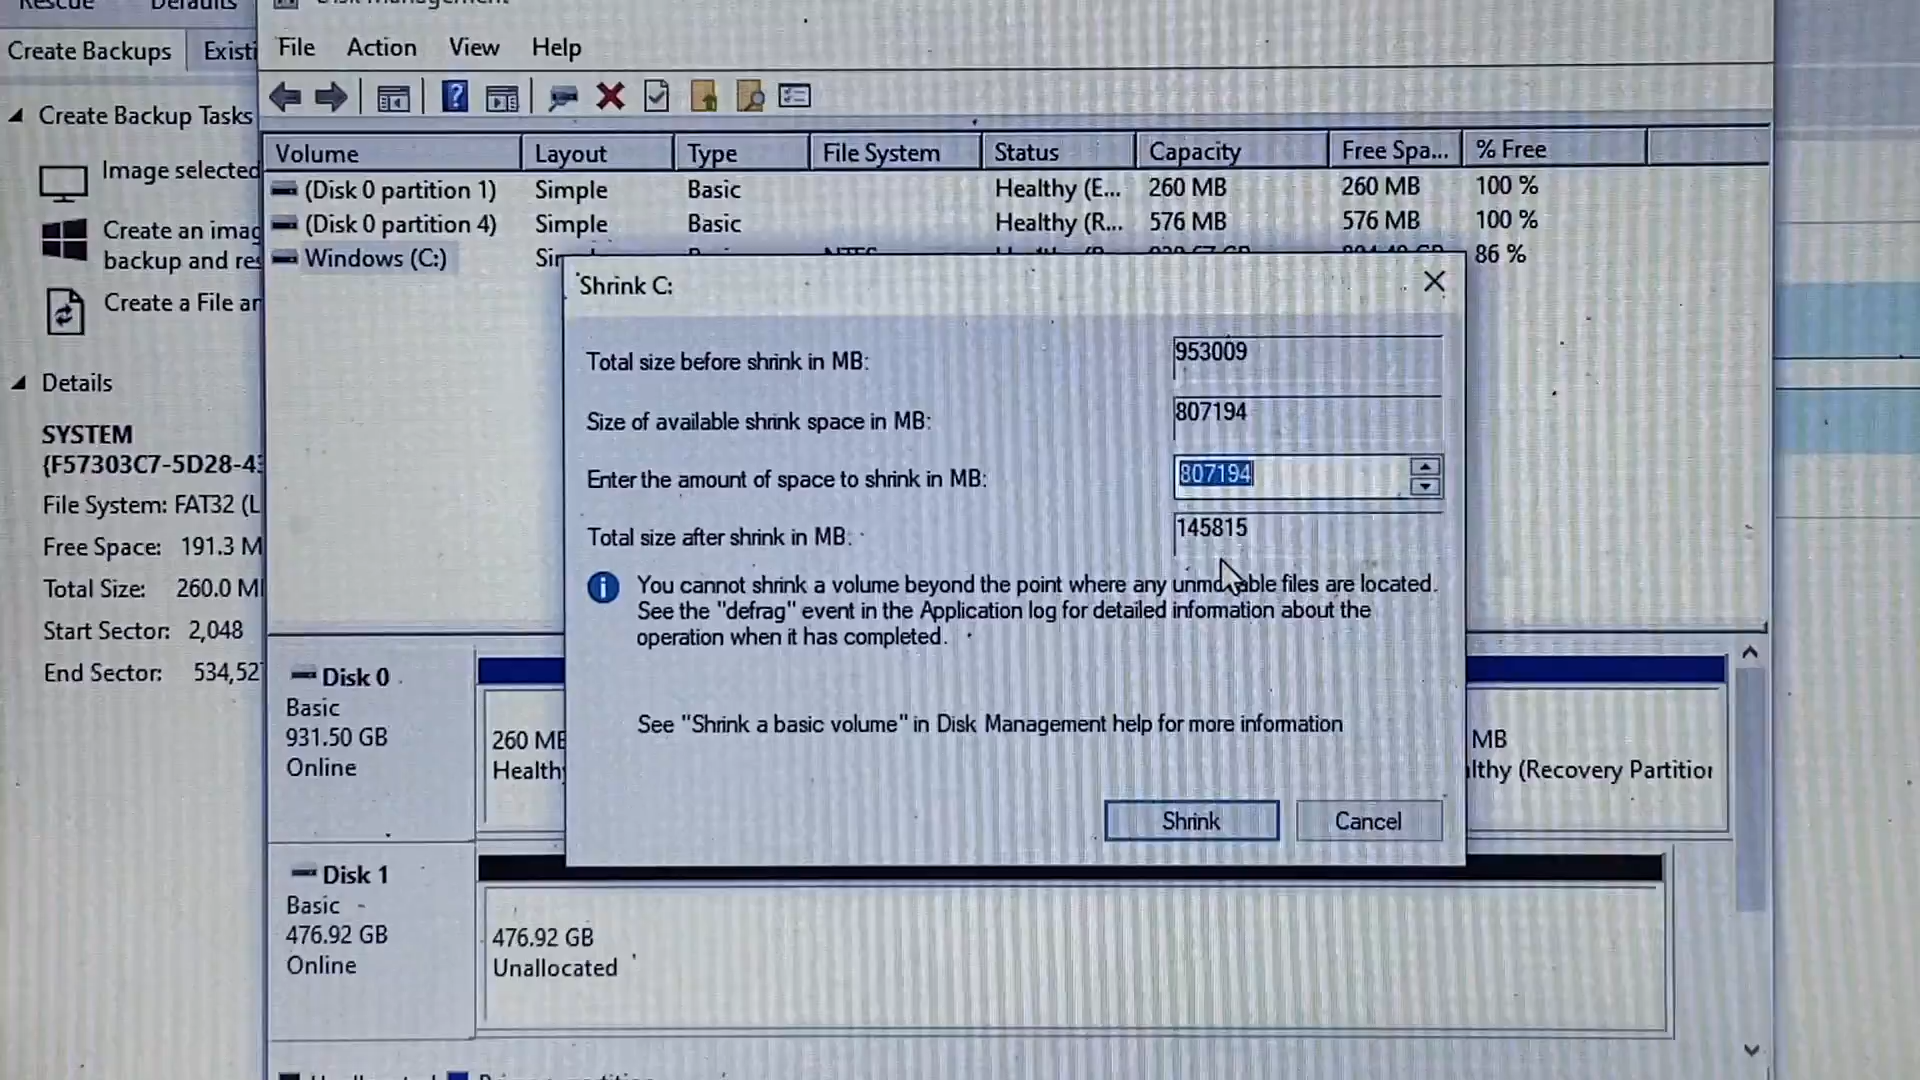 Rescue Defaults
Disk Management
Create Backups Existi
File Action View Help
Create Backup Tasks
Image selected
Create an imag
backup and res
Create a File an
Details
SYSTEM
{F57303C7-5D28-43
File System: FAT32 (L
Free Space: 191.3 M
Total Size: 260.0 MI
Start Sector: 2,048
End Sector: 534,527
Volume Layout Type File System Status Capacity Free Spa... % Free
(Disk 0 partition 1) Simple Basic Healthy (E... 260 MB 260 MB 100 %
(Disk 0 partition 4) Simple Basic Healthy (R... 576 MB 576 MB 100 %
Windows (C:) Sim NTFS 86 %
Shrink C:
Total size before shrink in MB: 953009
Size of available shrink space in MB: 807194
Enter the amount of space to shrink in MB: 807194
Total size after shrink in MB: 145815
You cannot shrink a volume beyond the point where any unmovable files are located.
See the "defrag" event in the Application log for detailed information about the
operation when it has completed.
See "Shrink a basic volume" in Disk Management help for more information
Shrink Cancel
Disk 0
Basic
931.50 GB
Online
260 MB
Healthy
MB
lthy (Recovery Partition
Disk 1
Basic
476.92 GB
Online
476.92 GB
Unallocated